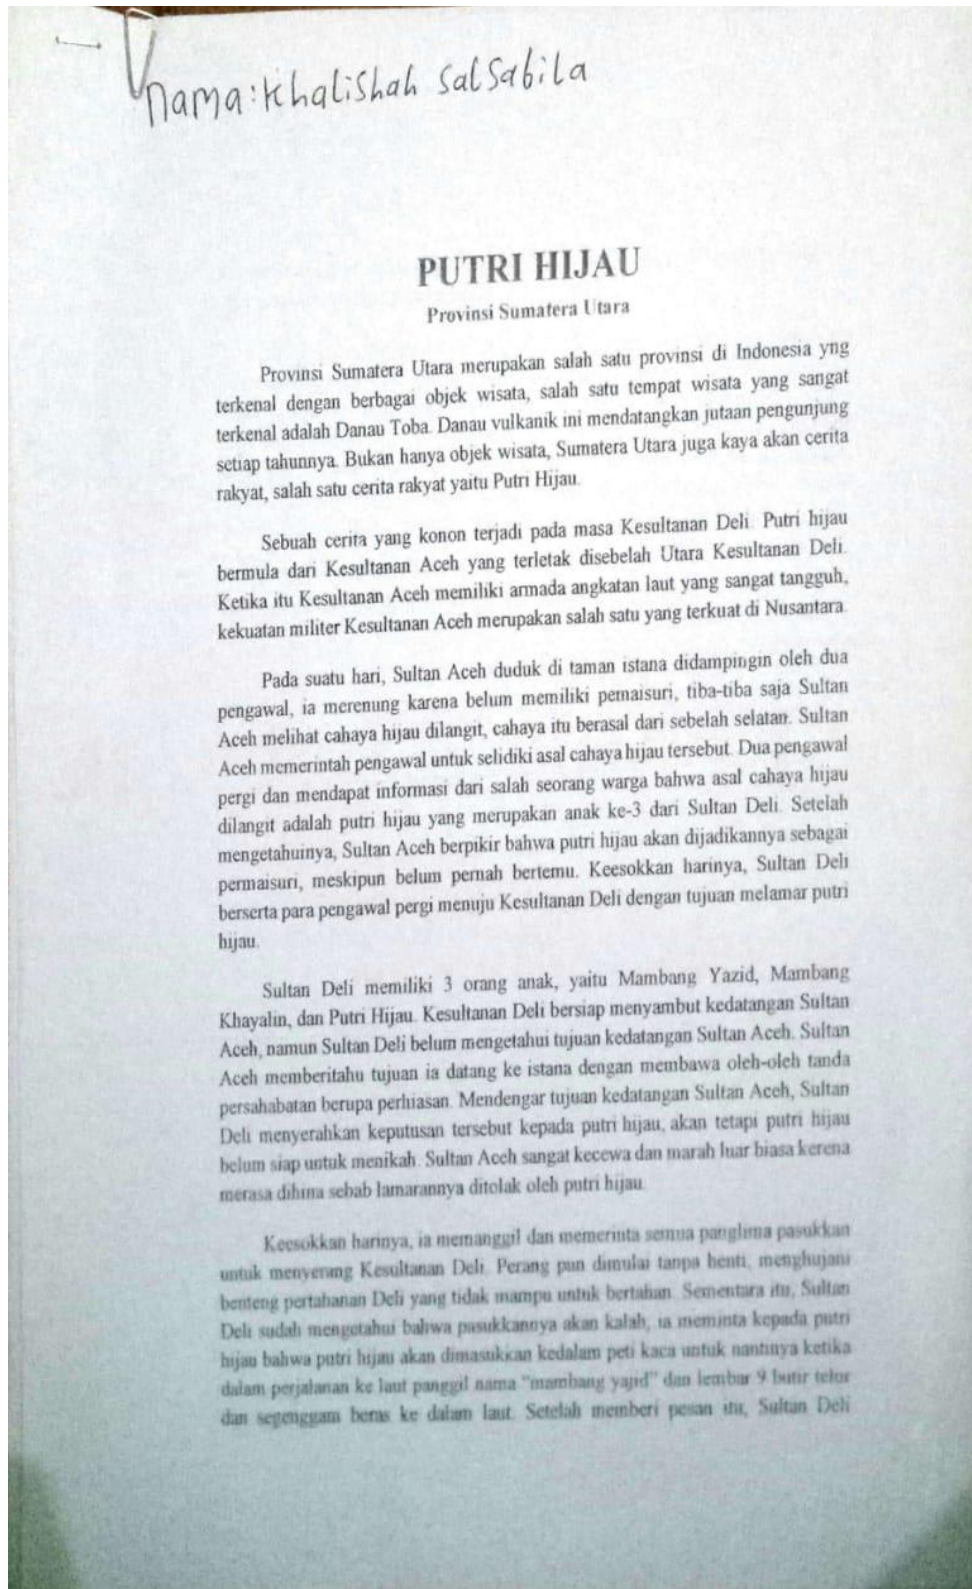 nama:Khalishah salsabila
PUTRI HIJAU
Provinsi Sumatera Utara
Provinsi Sumatera Utara merupakan salah satu provinsi di Indonesia yng
terkenal dengan berbagai objek wisata, salah satu tempat wisata yang sangat
terkenal adalah Danau Toba. Danau vulkanik ini mendatangkan jutaan pengunjung
setiap tahunnya. Bukan hanya objek wisata, Sumatera Utara juga kaya akan cerita
rakyat, salah satu cerita rakyat yaitu Putri Hijau.
Sebuah cerita yang konon terjadi pada masa Kesultanan Deli. Putri hijau
bermula dari Kesultanan Aceh yang terletak disebelah Utara Kesultanan Deli.
Ketika itu Kesultanan Aceh memiliki armada angkatan laut yang sangat tangguh,
kekuatan militer Kesultanan Aceh merupakan salah satu yang terkuat di Nusantara.
Pada suatu hari, Sultan Aceh duduk di taman istana didampingin oleh dua
pengawal, ia merenung karena belum memiliki pemaisuri, tiba-tiba saja Sultan
Aceh melihat cahaya hijau dilangit, cahaya itu berasal dari sebelah selatan. Sultan
Aceh memerintah pengawal untuk selidiki asal cahaya hijau tersebut. Dua pengawal
pergi dan mendapat informasi dari salah seorang warga bahwa asal cahaya hijau
dilangit adalah putri hijau yang merupakan anak ke-3 dari Sultan Deli. Setelah
mengetahuinya, Sultan Aceh berpikir bahwa putri hijau akan dijadikannya sebagai
permaisuri, meskipun belum pernah bertemu. Keesokkan harinya, Sultan Deli
berserta para pengawal pergi menuju Kesultanan Deli dengan tujuan melamar putri
hijau.
Sultan Deli memiliki 3 orang anak, yaitu Mambang Yazid, Mambang
Khayalin, dan Putri Hijau. Kesultanan Deli bersiap menyambut kedatangan Sultan
Aceh, namun Sultan Deli belum mengetahui tujuan kedatangan Sultan Aceh. Sultan
Aceh memberitahu tujuan ia datang ke istana dengan membawa oleh-oleh tanda
persahabatan berupa perhiasan. Mendengar tujuan kedatangan Sultan Aceh, Sultan
Deli menyerahkan keputusan tersebut kepada putri hijau, akan tetapi putri hijau
belum siap untuk menikah. Sultan Aceh sangat kecewa dan marah luar biasa kerena
merasa dihina sebab lamarannya ditolak oleh putri hijau.
Keesokkan harinya, ia memanggil dan memerinta semua panglima pasukkan
untuk menyerang Kesultanan Deli. Perang pun dimulai tanpa henti, menghujani
benteng pertahanan Deli yang tidak mampu untuk bertahan. Sementara itu, Sultan
Deli sudah mengetahui bahwa pasukkannya akan kalah, ia meminta kepada putri
hijau bahwa putri hijau akan dimasukkan kedalam peti kaca untuk nantinya ketika
dalam perjalanan ke laut panggil nama "mambang yajid" dan lembar 9 butir telor
dan segenggam beras ke dalam laut. Setelah memberi pesan itu, Sultan Deli